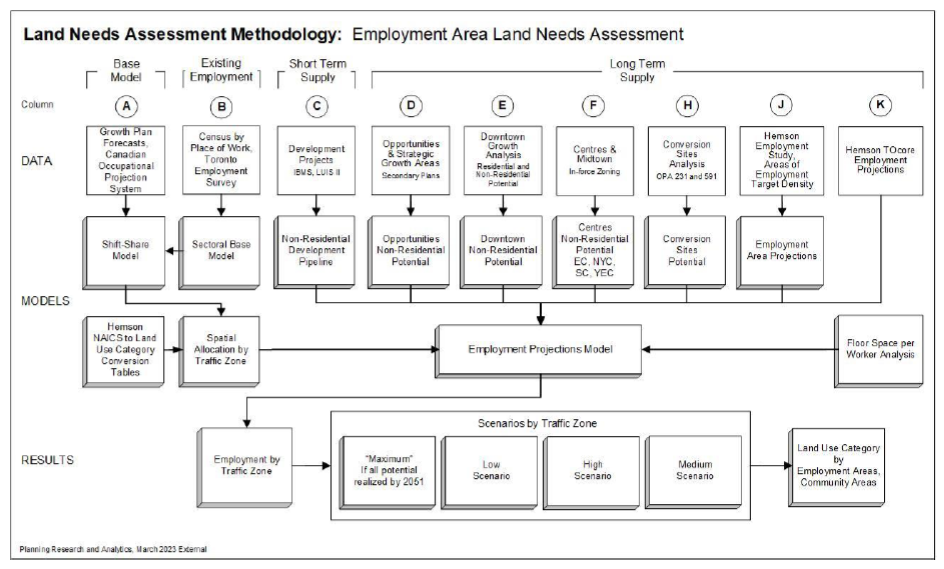 Land Needs Assessment Methodology: Employment Area Land Needs Assessment
Base
Model
Existing
Employment
Short Term
Supply
Long Term
Supply
Column
A
B
C
D
E
F
H
J
K
DATA
Growth Plan
Forecasts,
Canadian
Occupational
Projection
System
Census by
Place of Work,
Toronto
Employment
Survey
Development
Projects
IBMS, LUIS II
Opportunities
& Strategic
Growth Areas
Secondary Plans
Downtown
Growth
Analysis
Residential and
Non-Residential
Potential
Centres &
Midtown
In-force Zoning
Conversion
Sites
Analysis
OPA 231 and 591
Hemson
Employment
Study,
Areas of
Employment
Target Density
Hemson TOcore
Employment
Projections
Shift-Share
Model
Sectoral Base
Model
Non-Residential
Development
Pipeline
Opportunities
Non-Residential
Potential
Downtown
Non-Residential
Potential
Centres
Non-Residential
Potential
EC, NYC,
SC, YEC
Conversion
Sites
Potential
Employment
Area Projections
MODELS
Hemson
NAICS to Land
Use Category
Conversion
Tables
Spatial
Allocation by
Traffic Zone
Employment Projections Model
Floor Space per
Worker Analysis
RESULTS
Employment by
Traffic Zone
Scenarios by Traffic Zone
"Maximum"
If all potential
realized by 2051
Low
Scenario
High
Scenario
Medium
Scenario
Land Use Category
by
Employment Areas,
Community Areas
Planning Research and Analytics, March 2023 External